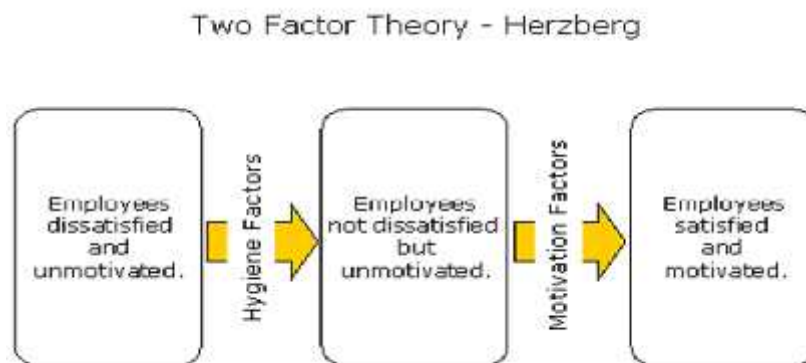 Two Factor Theory - Herzberg
Employees
dissatisfied
and
unmotivated.
Hygiene Factors
Employees
not dissatisfied
but
unmotivated.
Motivation Factors
Employees
satisfied
and
motivated.